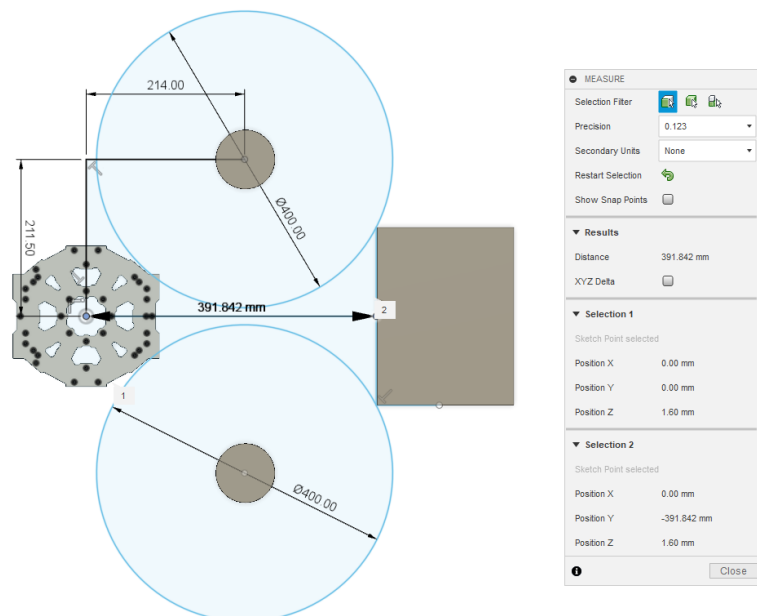 214.00
211.50
Ø400.00
391.842 mm
2
1
Ø400.00
MEASURE
Selection Filter
Precision 0.123
Secondary Units None
Restart Selection
Show Snap Points
Results
Distance 391.842 mm
XYZ Delta
Selection 1
Sketch Point selected
Position X 0.00 mm
Position Y 0.00 mm
Position Z 1.60 mm
Selection 2
Sketch Point selected
Position X 0.00 mm
Position Y -391.842 mm
Position Z 1.60 mm
Close